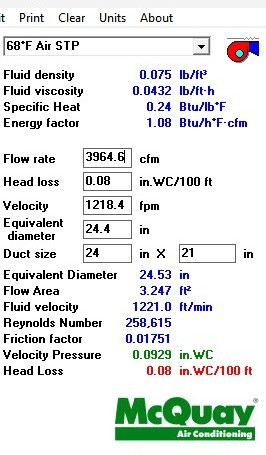 it Print Clear Units About
68*F Air STP
Fluid density 0.075 lb/ft³
Fluid viscosity 0.0432 lb/ft·h
Specific Heat 0.24 Btu/lb*F
Energy factor 1.08 Btu/h*F·cfm
Flow rate 3964.6 cfm
Head loss 0.08 in.WC/100 ft
Velocity 1218.4 fpm
Equivalent
diameter 24.4 in
Duct size 24 in X 21 in
Equivalent Diameter 24.53 in
Flow Area 3.247 ft²
Fluid velocity 1221.0 ft/min
Reynolds Number 258,615
Friction factor 0.01751
Velocity Pressure 0.0929 in.WC
Head Loss 0.08 in.WC/100 ft
McQuay®
Air Conditioning